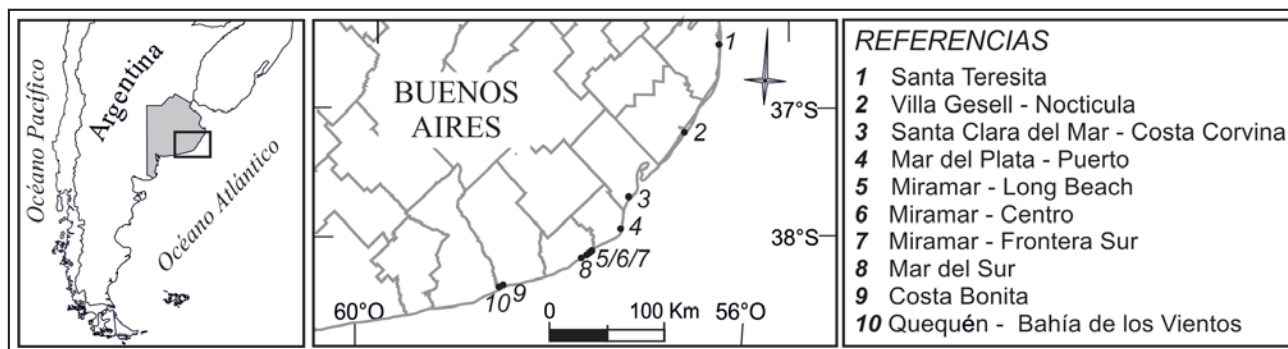 Océano Pacífico
Argentina
Océano Atlántico
BUENOS
AIRES
1
2
3
4
5/6/7
8
9
10
37°S
38°S
60°O
56°O
0 100 Km
REFERENCIAS
1 Santa Teresita
2 Villa Gesell - Nocticula
3 Santa Clara del Mar - Costa Corvina
4 Mar del Plata - Puerto
5 Miramar - Long Beach
6 Miramar - Centro
7 Miramar - Frontera Sur
8 Mar del Sur
9 Costa Bonita
10 Quequén - Bahía de los Vientos